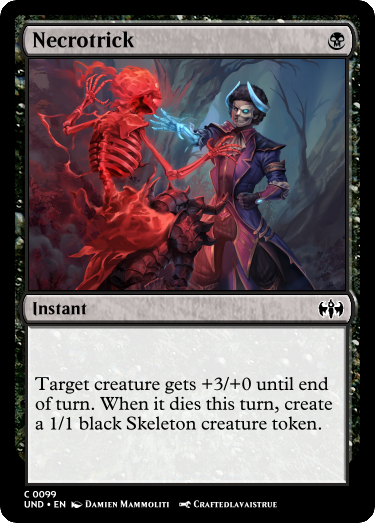 Necrotrick
Instant
Target creature gets +3/+0 until end
of turn. When it dies this turn, create
a 1/1 black Skeleton creature token.
C 0099
UND • EN Damien Mammoliti Craftedlavaistrue